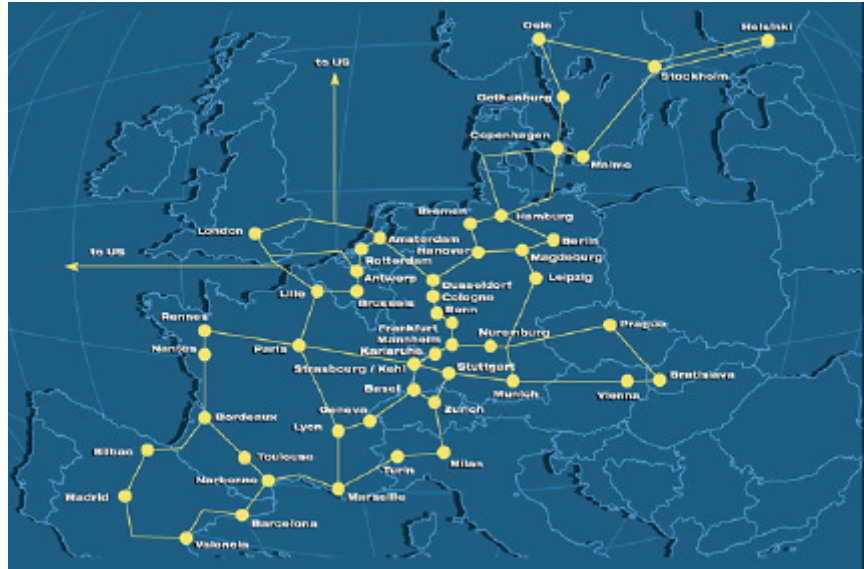 Oslo
Helsinki
to US
Stockholm
Gothenburg
Copenhagen
Malmo
Bremen
Hamburg
London
Amsterdam
Berlin
Hanover
to US
Rotterdam
Magdeburg
Antwerp
Dusseldorf
Leipzig
Lille
Cologne
Brussels
Bonn
Rennes
Frankfurt
Nuremburg
Prague
Mannheim
Nantes
Paris
Karlsruhe
Strasbourg / Kehl
Stuttgart
Basel
Munich
Vienna
Bratislava
Geneva
Zurich
Bordeaux
Lyon
Bilbao
Toulouse
Turin
Milan
Narbonne
Madrid
Marseille
Barcelona
Valencia